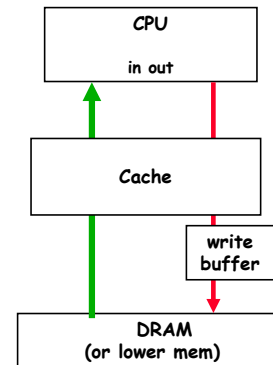 CPU
in out
Cache
write
buffer
DRAM
(or lower mem)